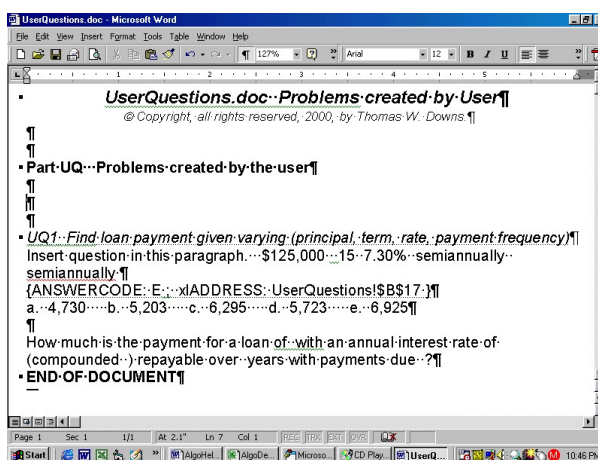 UserQuestions.doc - Microsoft Word
File Edit View Insert Format Tools Table Window Help
127% Arial 12 B I U
1 2 3 4 5
UserQuestions.doc··Problems·created·by·User¶
©·Copyright,·all·rights·reserved,·2000,·by·Thomas·W.·Downs.¶
¶
¶
Part·UQ···Problems·created·by·the·user¶
¶
¶
¶
UQ1··Find·loan·payment·given·varying·(principal,·term,·rate,·payment·frequency)¶
Insert·question·in·this·paragraph.···$125,000···15··7.30%··semiannually··
semiannually·¶
{ANSWERCODE:·E·;··xlADDRESS:·UserQuestions!$B$17·}¶
a.··4,730·····b.··5,203·····c.··6,295·····d.··5,723·····e.··6,925¶
¶
How·much·is·the·payment·for·a·loan·of··with·an·annual·interest·rate·of·
(compounded··)·repayable·over··years·with·payments·due··?¶
END·OF·DOCUMENT¶
Page 1 Sec 1 1/1 At 2.1" Ln 7 Col 1 REC TRK EXT OVR
Start AlgoHel... AlgoDe... Microso... CD Play... UserQ... 10:46 PM